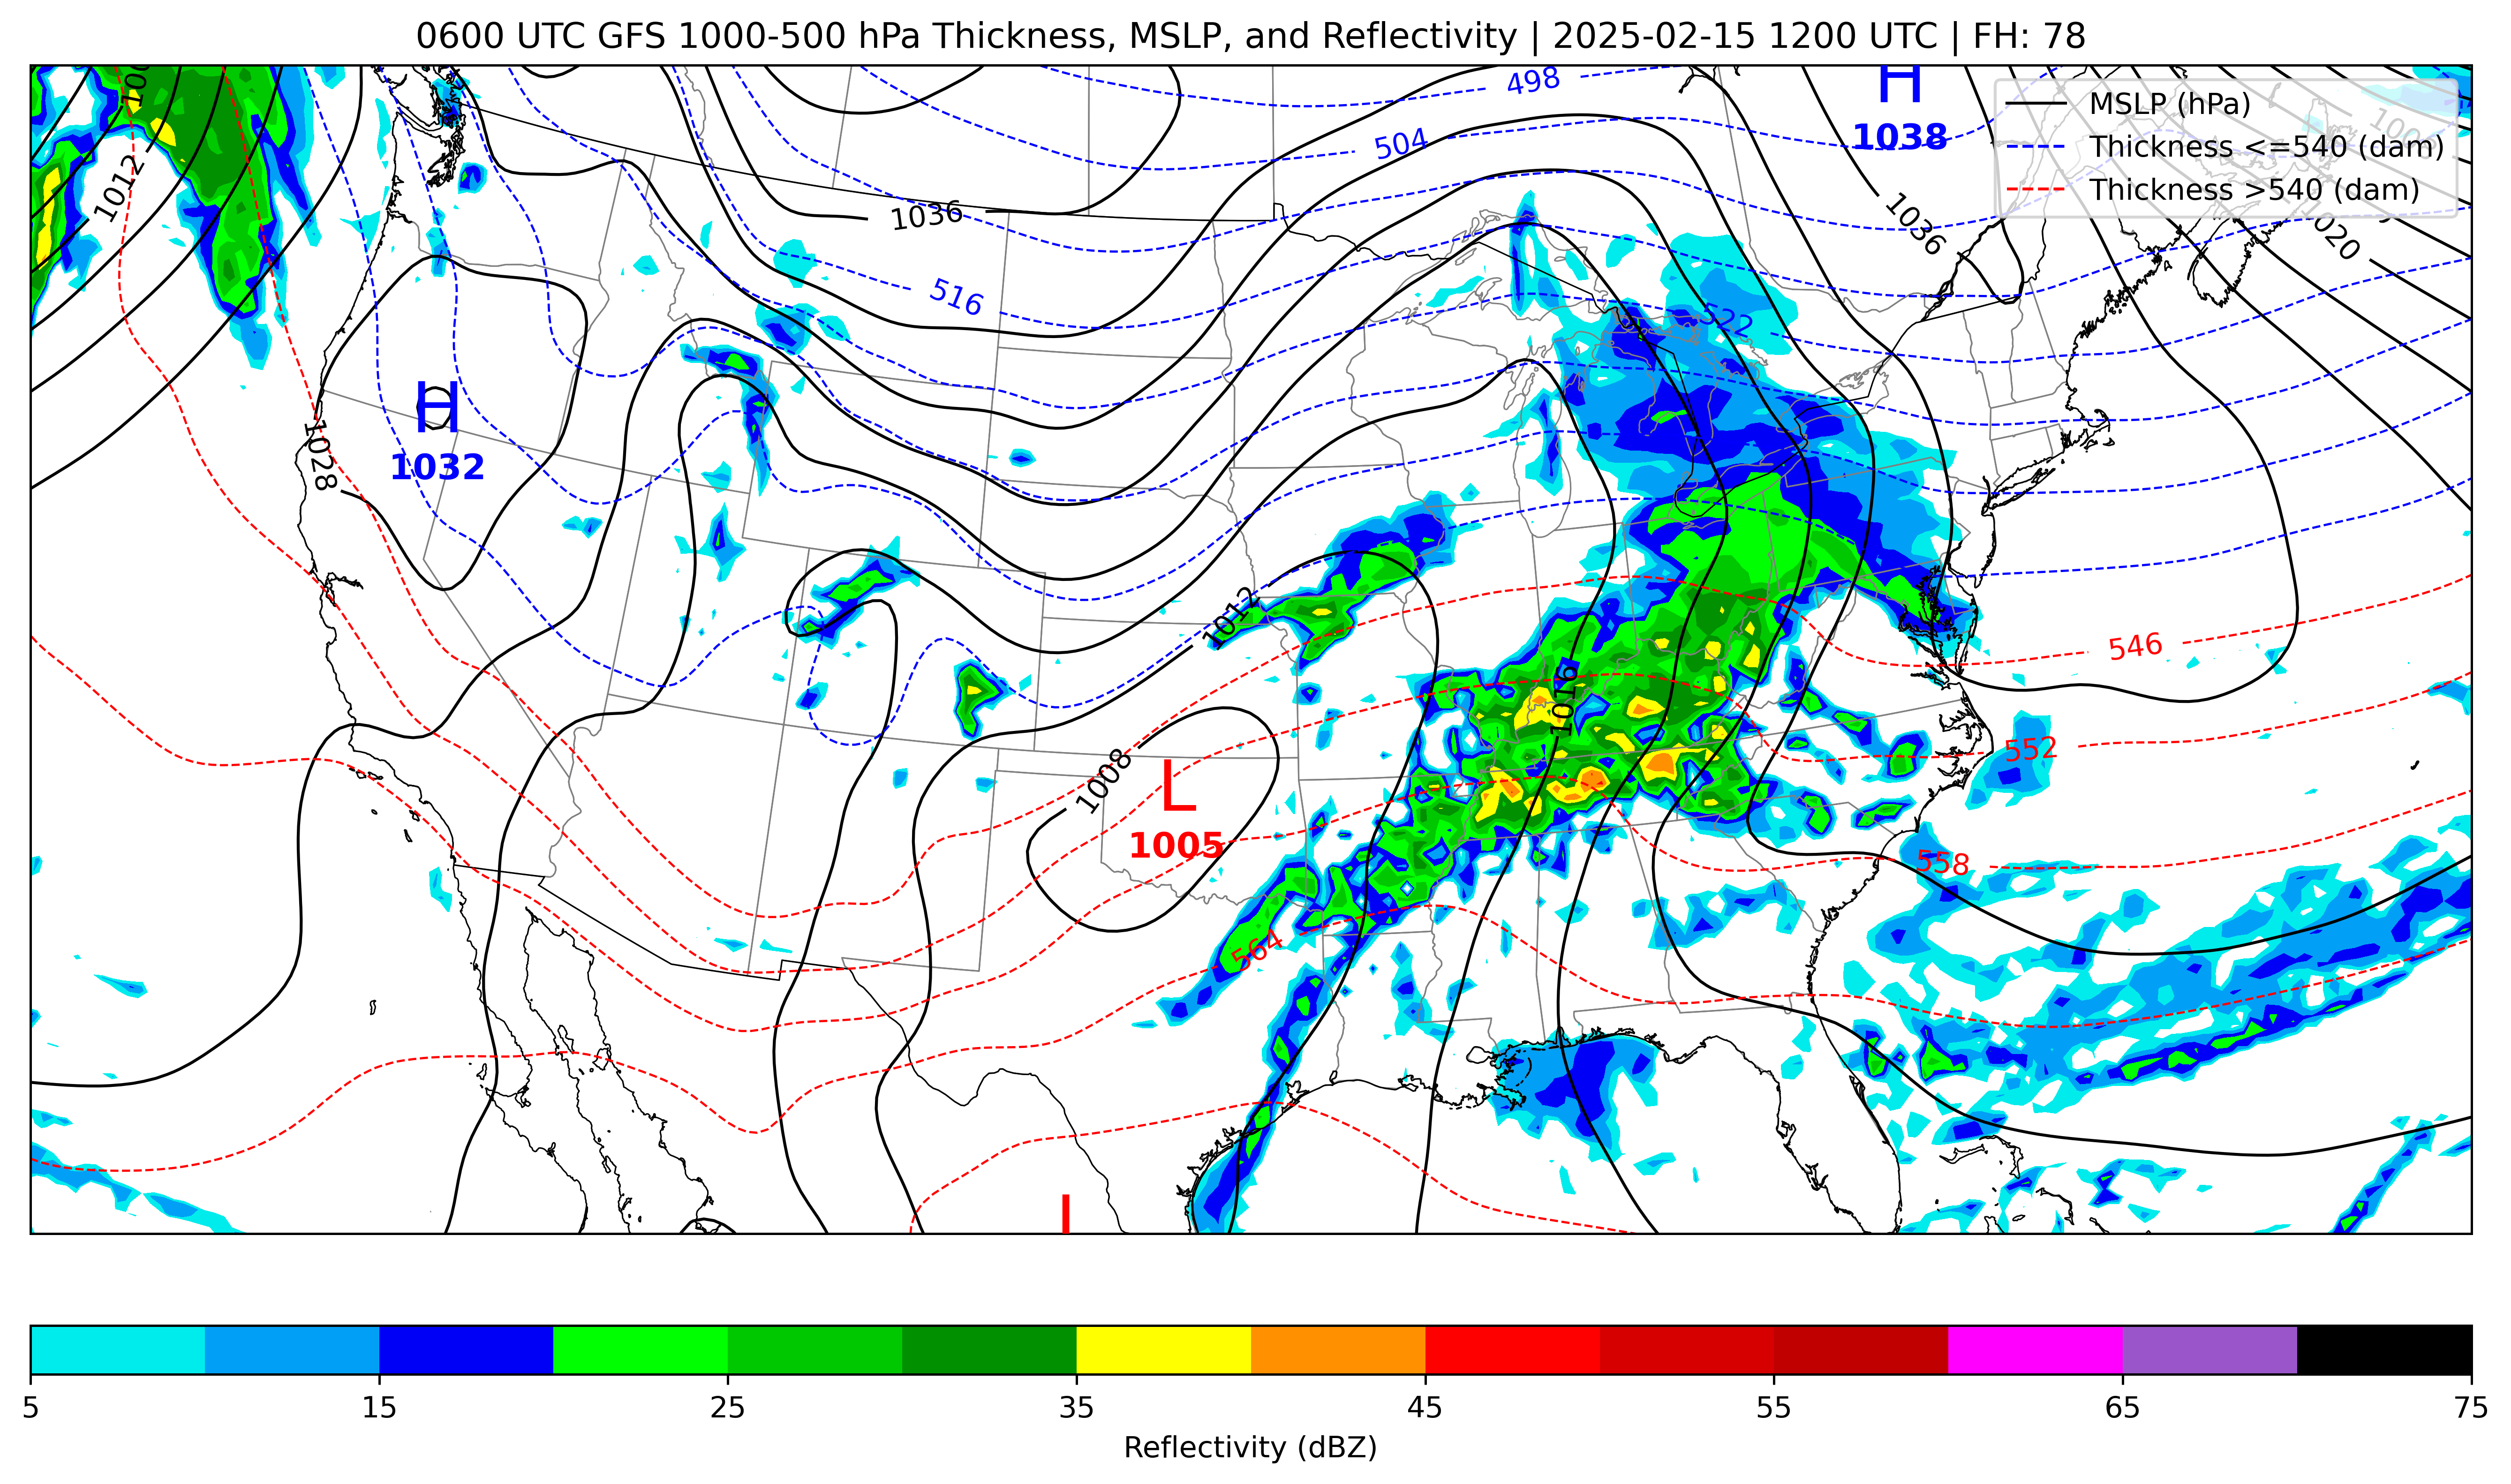 0600 UTC GFS 1000-500 hPa Thickness, MSLP, and Reflectivity | 2025-02-15 1200 UTC | FH: 78
MSLP (hPa)
Thickness <=540 (dam)
Thickness >540 (dam)
498
504
H
1038
1012
1036
1036
1020
516
522
H
1032
1028
1012
546
1016
552
1008
L
1005
558
564
5 15 25 35 45 55 65 75
Reflectivity (dBZ)